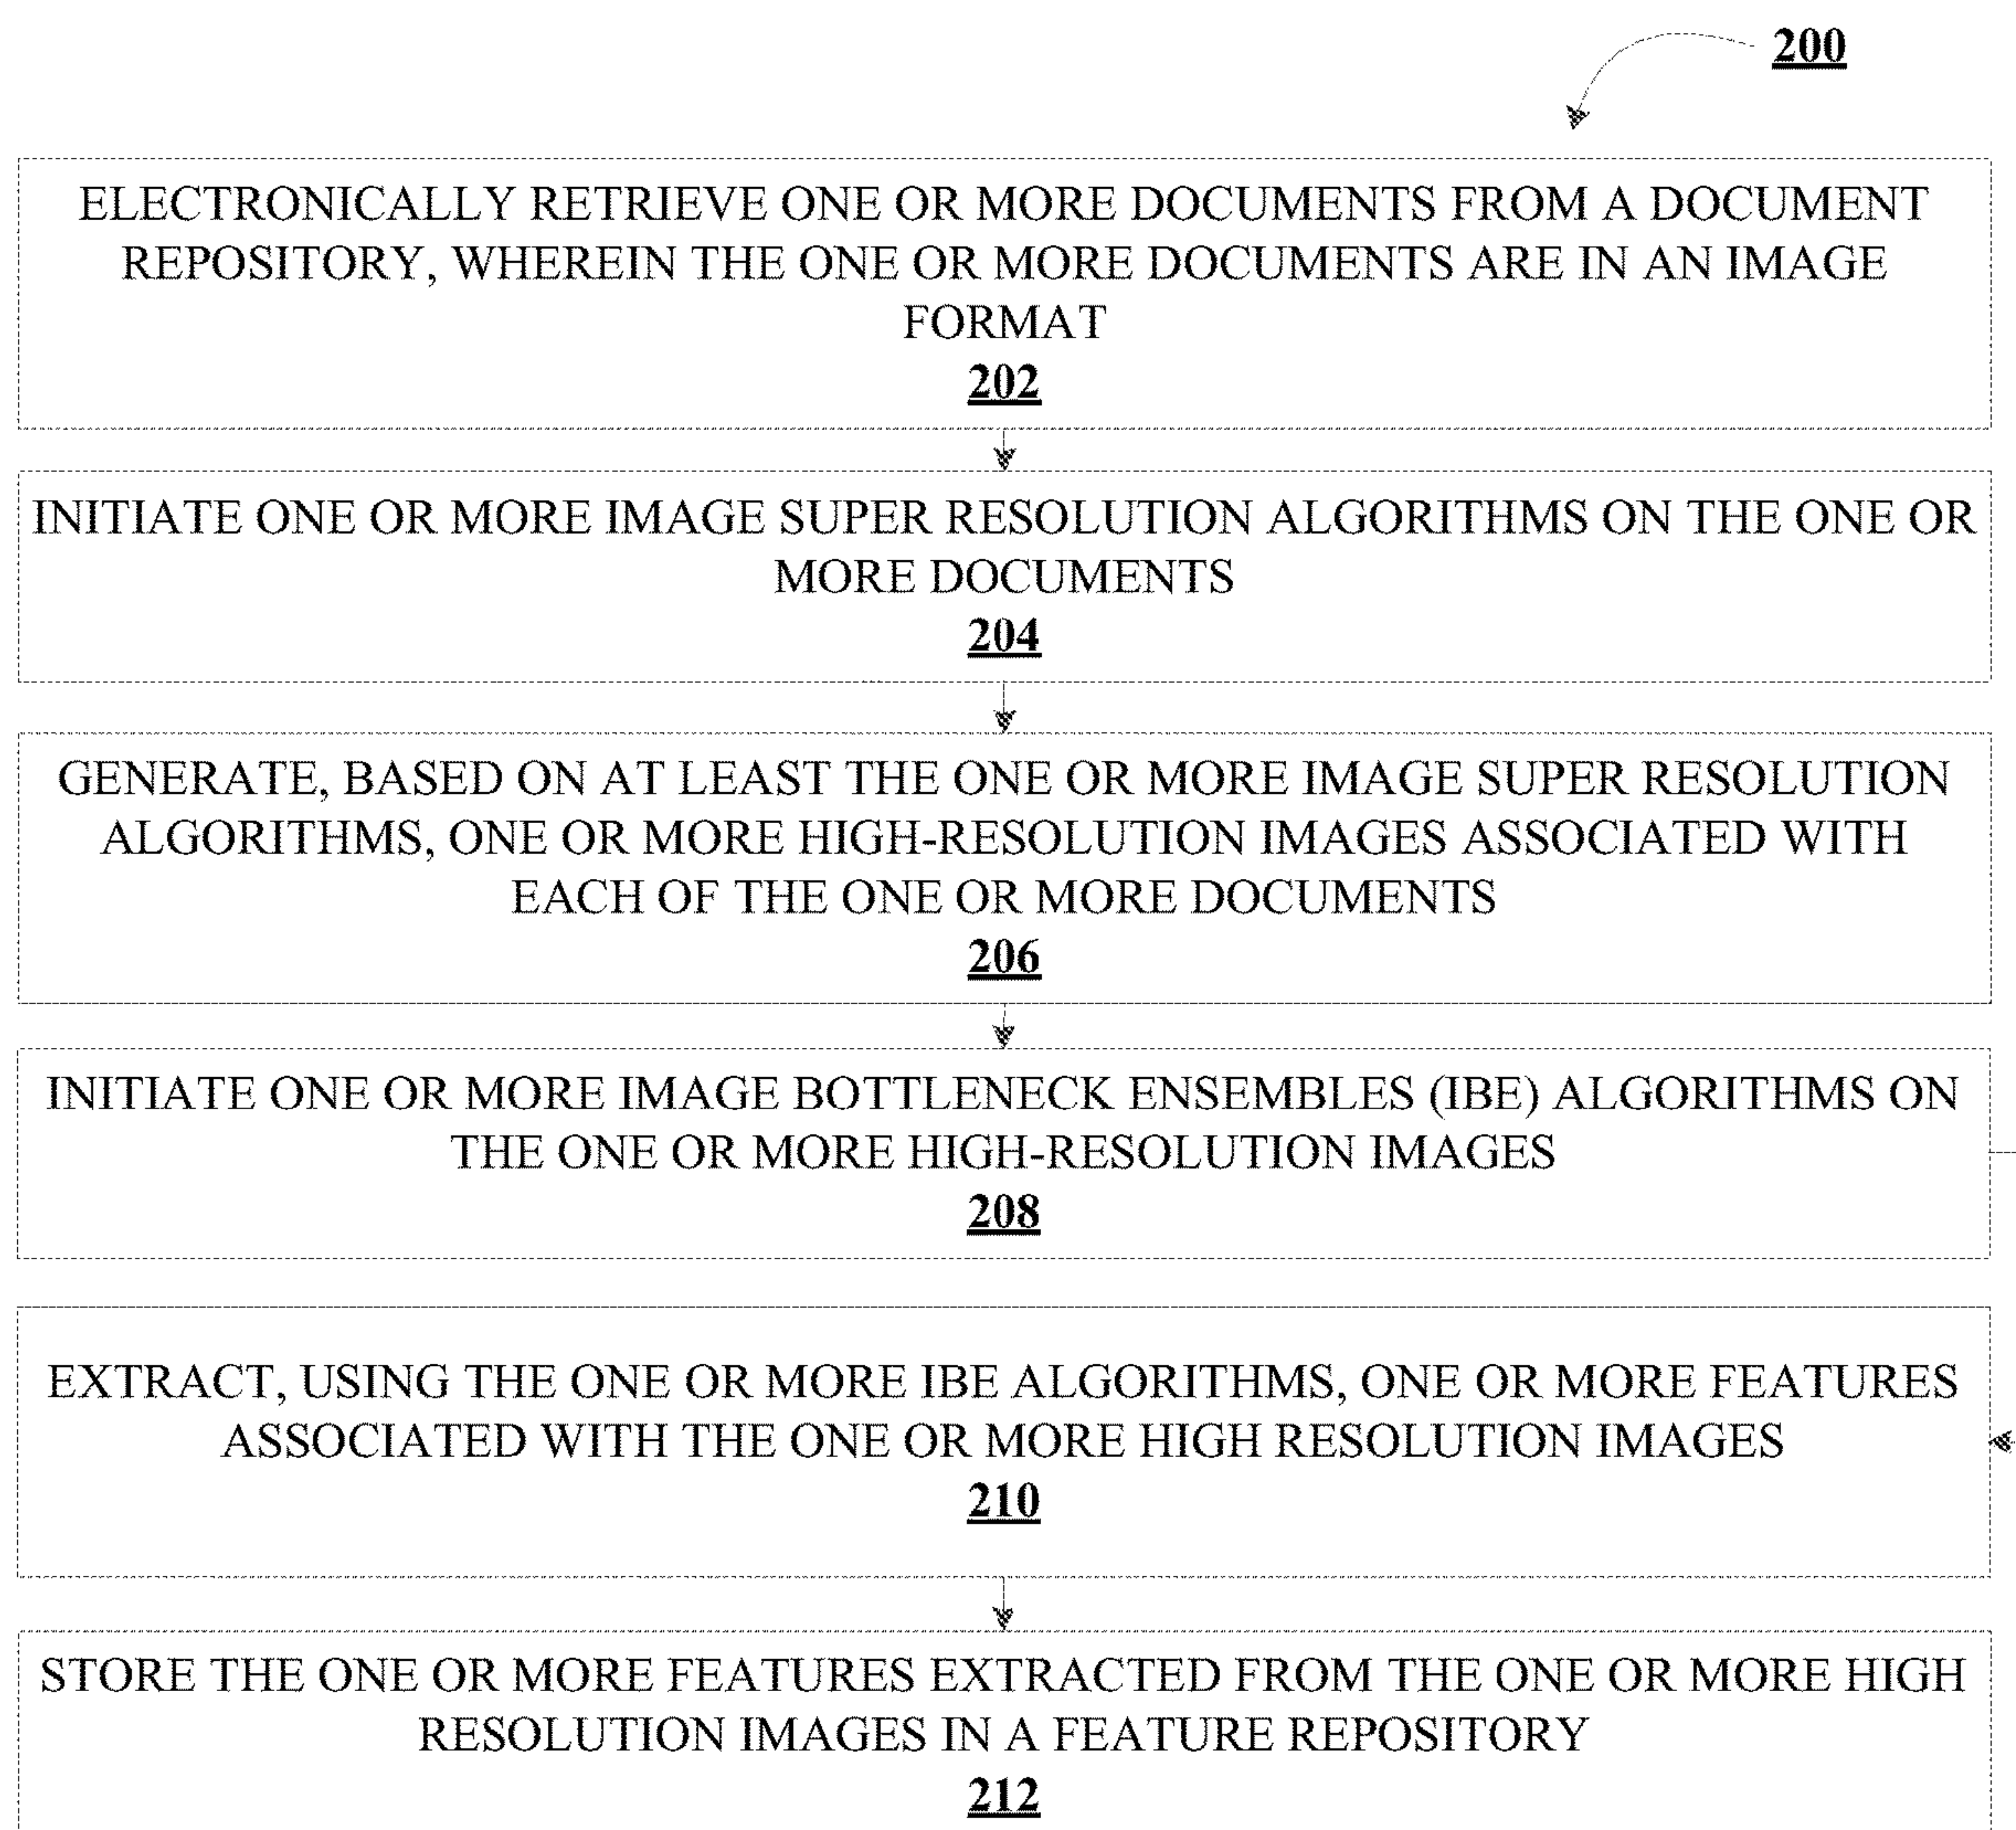 200
ELECTRONICALLY RETRIEVE ONE OR MORE DOCUMENTS FROM A DOCUMENT
REPOSITORY, WHEREIN THE ONE OR MORE DOCUMENTS ARE IN AN IMAGE
FORMAT
202
INITIATE ONE OR MORE IMAGE SUPER RESOLUTION ALGORITHMS ON THE ONE OR
MORE DOCUMENTS
204
GENERATE, BASED ON AT LEAST THE ONE OR MORE IMAGE SUPER RESOLUTION
ALGORITHMS, ONE OR MORE HIGH-RESOLUTION IMAGES ASSOCIATED WITH
EACH OF THE ONE OR MORE DOCUMENTS
206
INITIATE ONE OR MORE IMAGE BOTTLENECK ENSEMBLES (IBE) ALGORITHMS ON
THE ONE OR MORE HIGH-RESOLUTION IMAGES
208
EXTRACT, USING THE ONE OR MORE IBE ALGORITHMS, ONE OR MORE FEATURES
ASSOCIATED WITH THE ONE OR MORE HIGH RESOLUTION IMAGES
210
STORE THE ONE OR MORE FEATURES EXTRACTED FROM THE ONE OR MORE HIGH
RESOLUTION IMAGES IN A FEATURE REPOSITORY
212